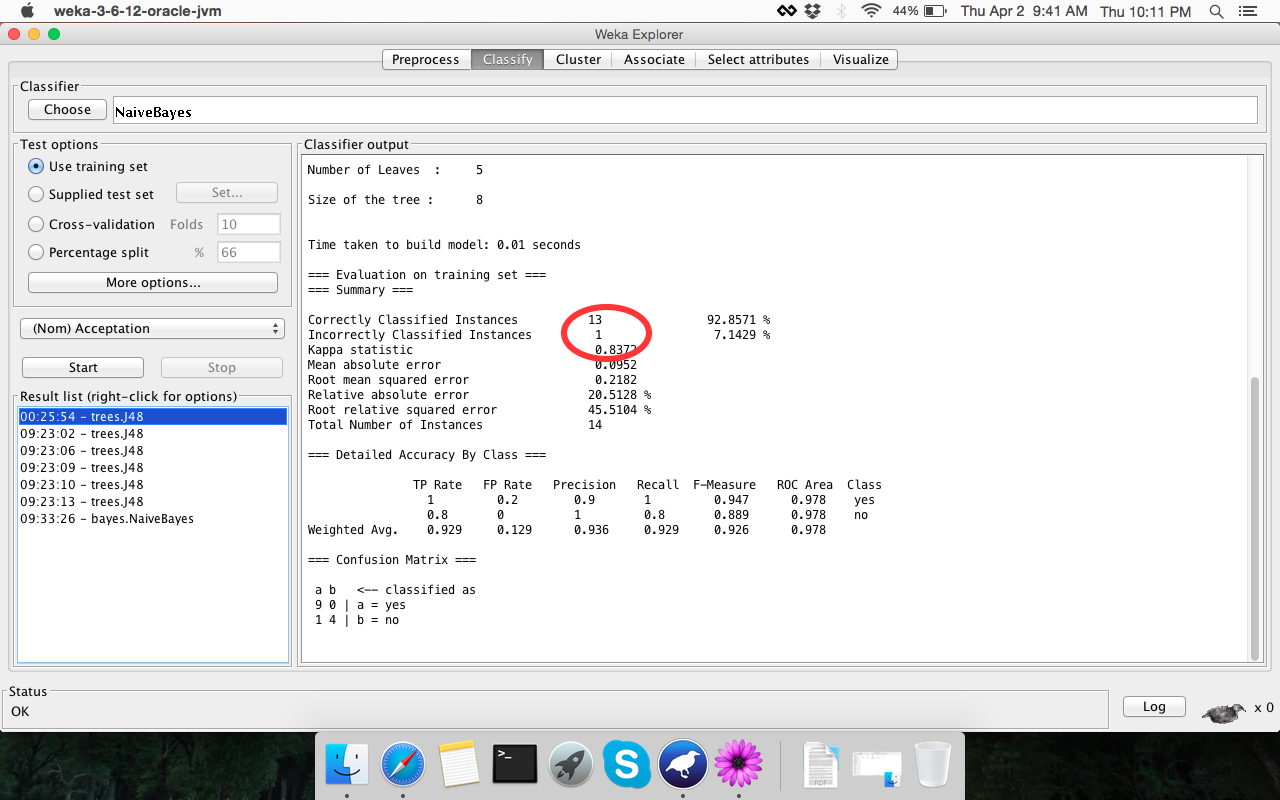 weka-3-6-12-oracle-jvm 44% Thu Apr 2 9:41 AM Thu 10:11 PM
Weka Explorer
Preprocess Classify Cluster Associate Select attributes Visualize
Classifier
Choose NaiveBayes
Test options
Use training set
Supplied test set Set...
Cross-validation Folds 10
Percentage split % 66
More options...
(Nom) Acceptation
Start Stop
Result list (right-click for options)
00:25:54 - trees.J48
09:23:02 - trees.J48
09:23:06 - trees.J48
09:23:09 - trees.J48
09:23:10 - trees.J48
09:23:13 - trees.J48
09:33:26 - bayes.NaiveBayes
Classifier output
Number of Leaves : 5
Size of the tree : 8
Time taken to build model: 0.01 seconds
=== Evaluation on training set ===
=== Summary ===
Correctly Classified Instances 13 92.8571 %
Incorrectly Classified Instances 1 7.1429 %
Kappa statistic 0.8372
Mean absolute error 0.0952
Root mean squared error 0.2182
Relative absolute error 20.5128 %
Root relative squared error 45.5104 %
Total Number of Instances 14
=== Detailed Accuracy By Class ===
TP Rate FP Rate Precision Recall F-Measure ROC Area Class
1 0.2 0.9 1 0.947 0.978 yes
0.8 0 1 0.8 0.889 0.978 no
Weighted Avg. 0.929 0.129 0.936 0.929 0.926 0.978
=== Confusion Matrix ===
a b <-- classified as
9 0 | a = yes
1 4 | b = no
Status
OK
Log
x 0
>_
S
PDF